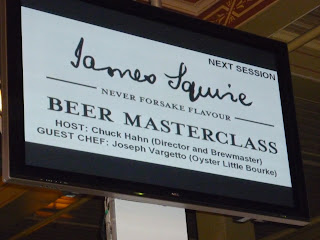 NEXT SESSION
James Squire
NEVER FORSAKE FLAVOUR
BEER MASTERCLASS
HOST: Chuck Hahn (Director and Brewmaster)
GUEST CHEF: Joseph Vargetto (Oyster Little Bourke)